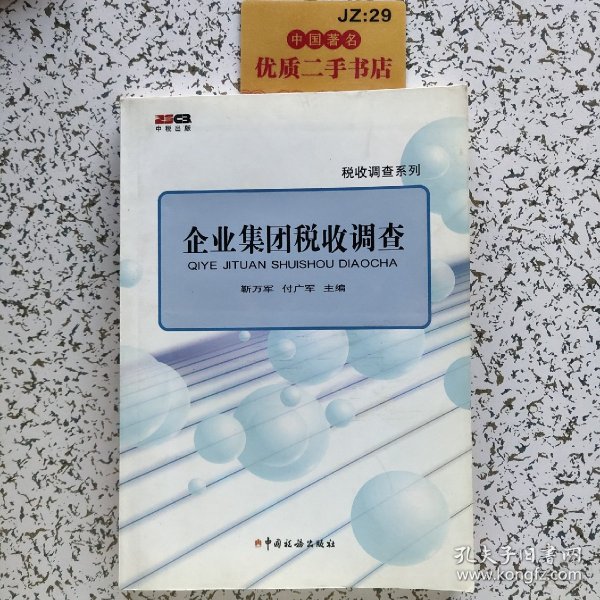 JZ:29
中国著名
优质二手书店
中税出版
税收调查系列
企业集团税收调查
QIYE JITUAN SHUISHOU DIAOCHA
靳万军 付广军 主编
中国税务出版社
孔夫子旧书网
www.kongfz.com